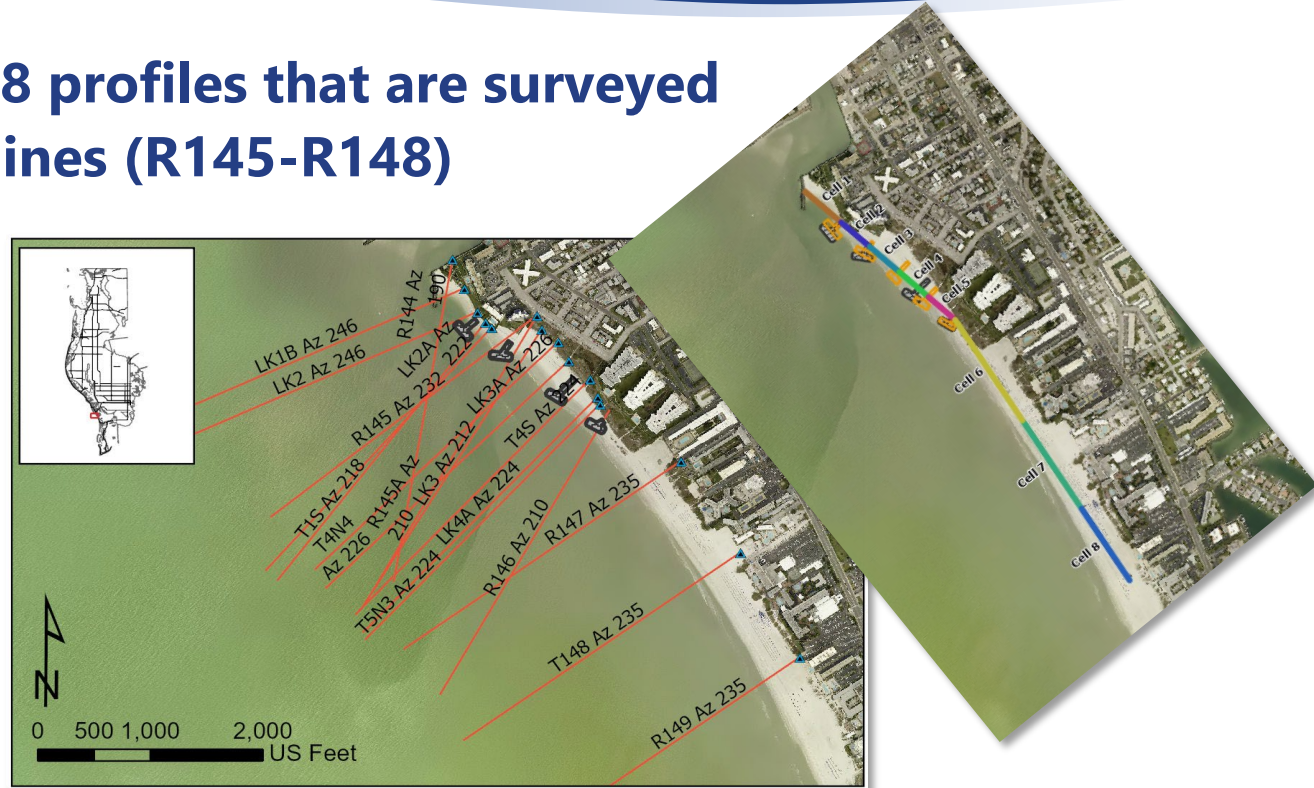 8 profiles that are surveyed
ines (R145-R148)
LK1B Az 246
LK2 Az 246
R144 Az
190
LK2A Az
222
R145 Az 232
T1S Az 218
T4N4
Az 226
R145A Az
210
LK3 Az 212
LK3A Az 226
T4S Az
LK4A Az 224
T5N3 Az 224
R146 Az 210
R147 Az 235
T148 Az 235
R149 Az 235
N
0 500 1,000 2,000
US Feet
Cell 1
Cell 2
Cell 3
Cell 4
Cell 5
Cell 6
Cell 7
Cell 8